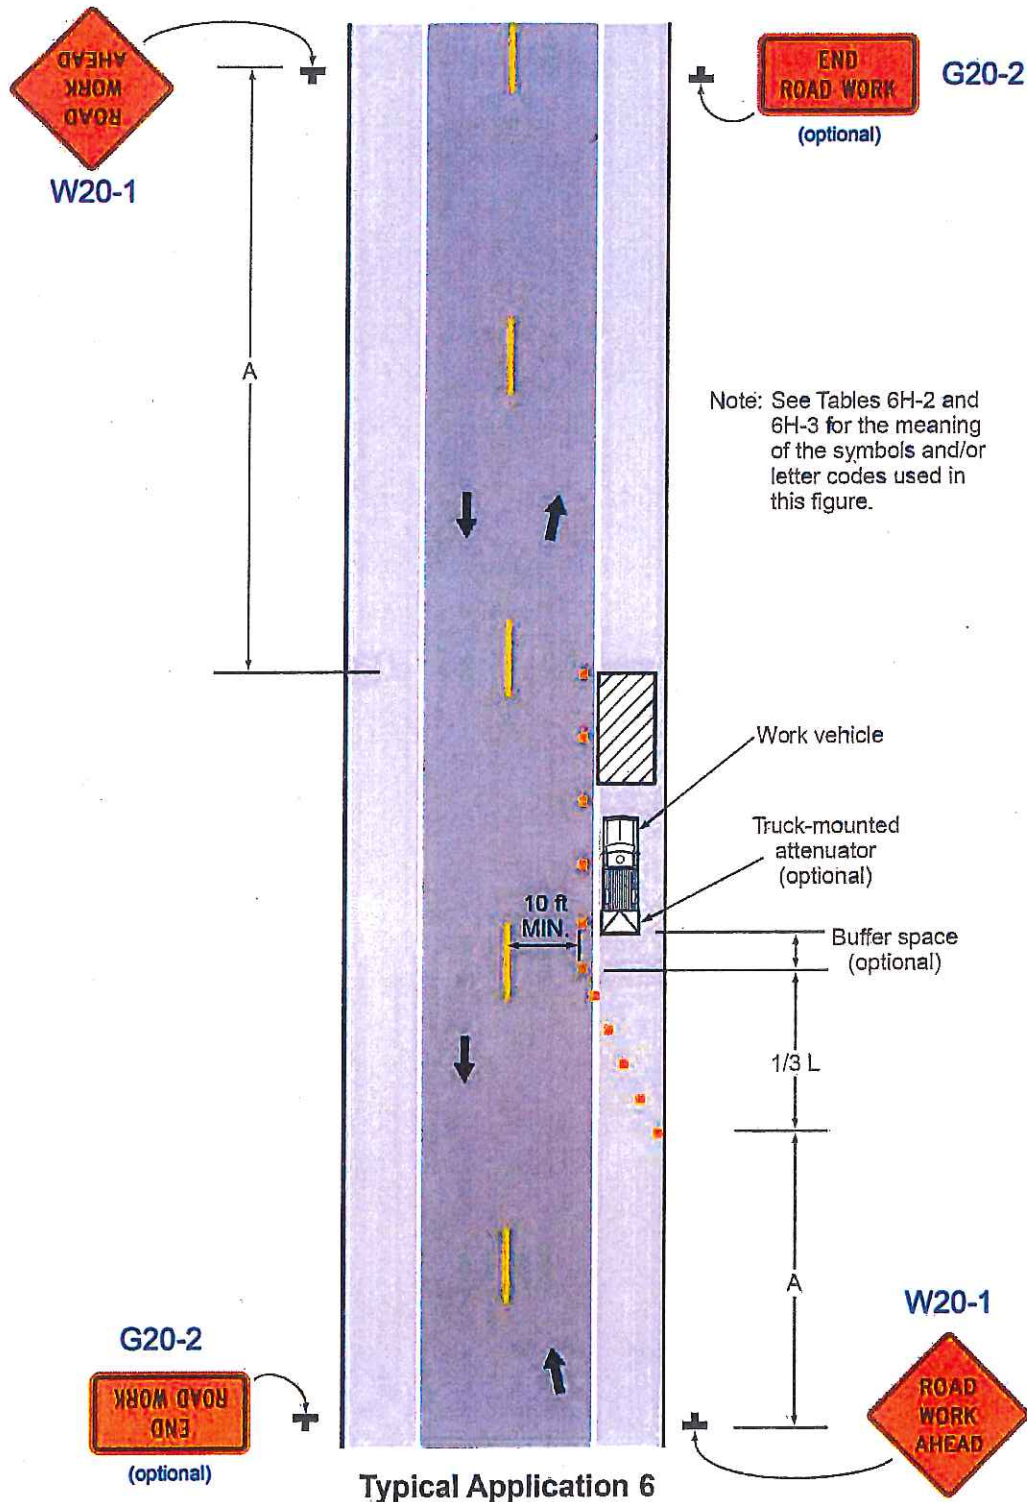 ROAD
WORK
AHEAD
W20-1
END
ROAD WORK
(optional)
G20-2
A
Note: See Tables 6H-2 and
6H-3 for the meaning
of the symbols and/or
letter codes used in
this figure.
Work vehicle
Truck-mounted
attenuator
(optional)
10 ft
MIN.
Buffer space
(optional)
1/3 L
A
W20-1
ROAD
WORK
AHEAD
G20-2
END
ROAD WORK
(optional)
Typical Application 6